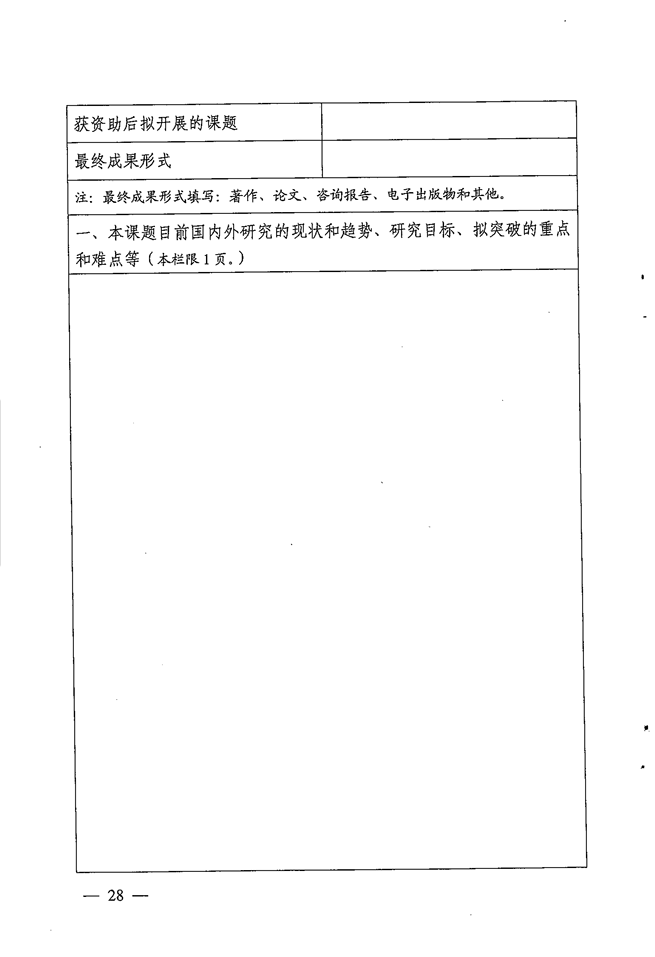 获资助后拟开展的课题
最终成果形式
注：最终成果形式填写：著作、论文、咨询报告、电子出版物和其他。
一、本课题目前国内外研究的现状和趋势、研究目标、拟突破的重点
和难点等（本栏限1页。）
— 28 —